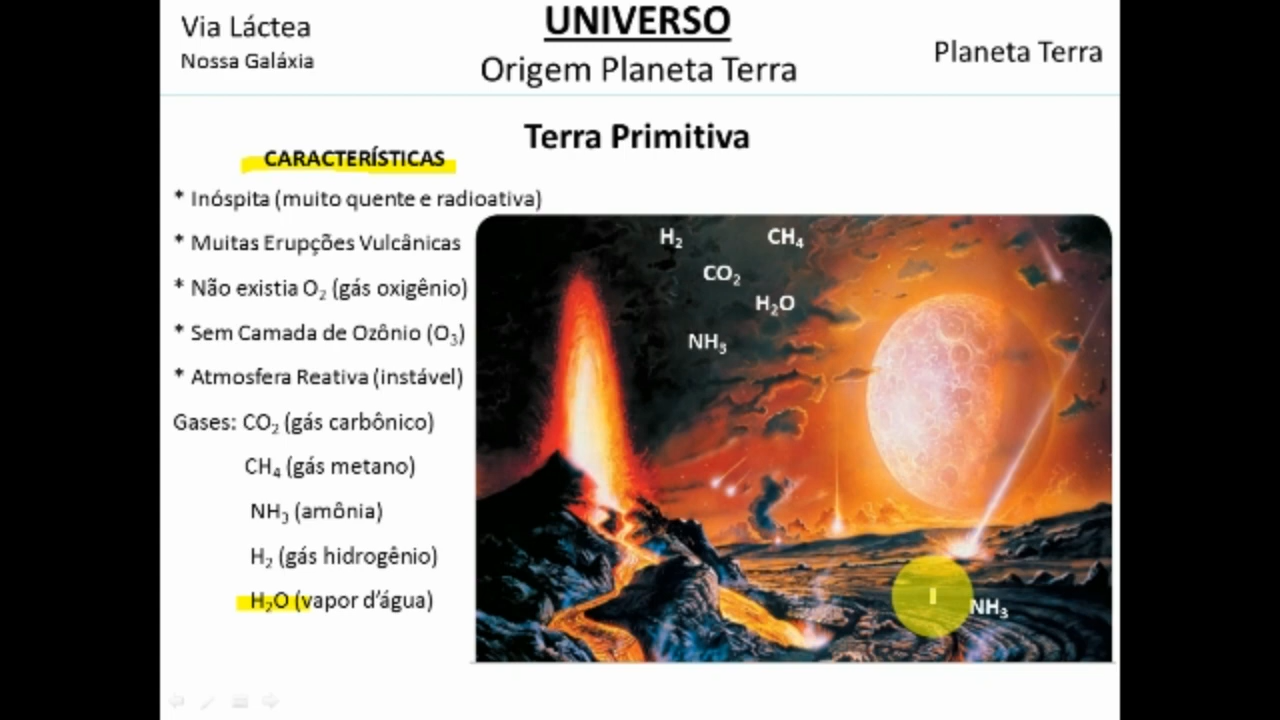 Via Láctea
Nossa Galáxia
UNIVERSO
Origem Planeta Terra
Planeta Terra
Terra Primitiva
CARACTERÍSTICAS
* Inóspita (muito quente e radioativa)
* Muitas Erupções Vulcânicas
* Não existia O₂ (gás oxigênio)
* Sem Camada de Ozônio (O₃)
* Atmosfera Reativa (instável)
Gases: CO₂ (gás carbônico)
CH₄ (gás metano)
NH₃ (amônia)
H₂ (gás hidrogênio)
H₂O (vapor d’água)
H₂ CH₄
CO₂
H₂O
NH₃
NH₃